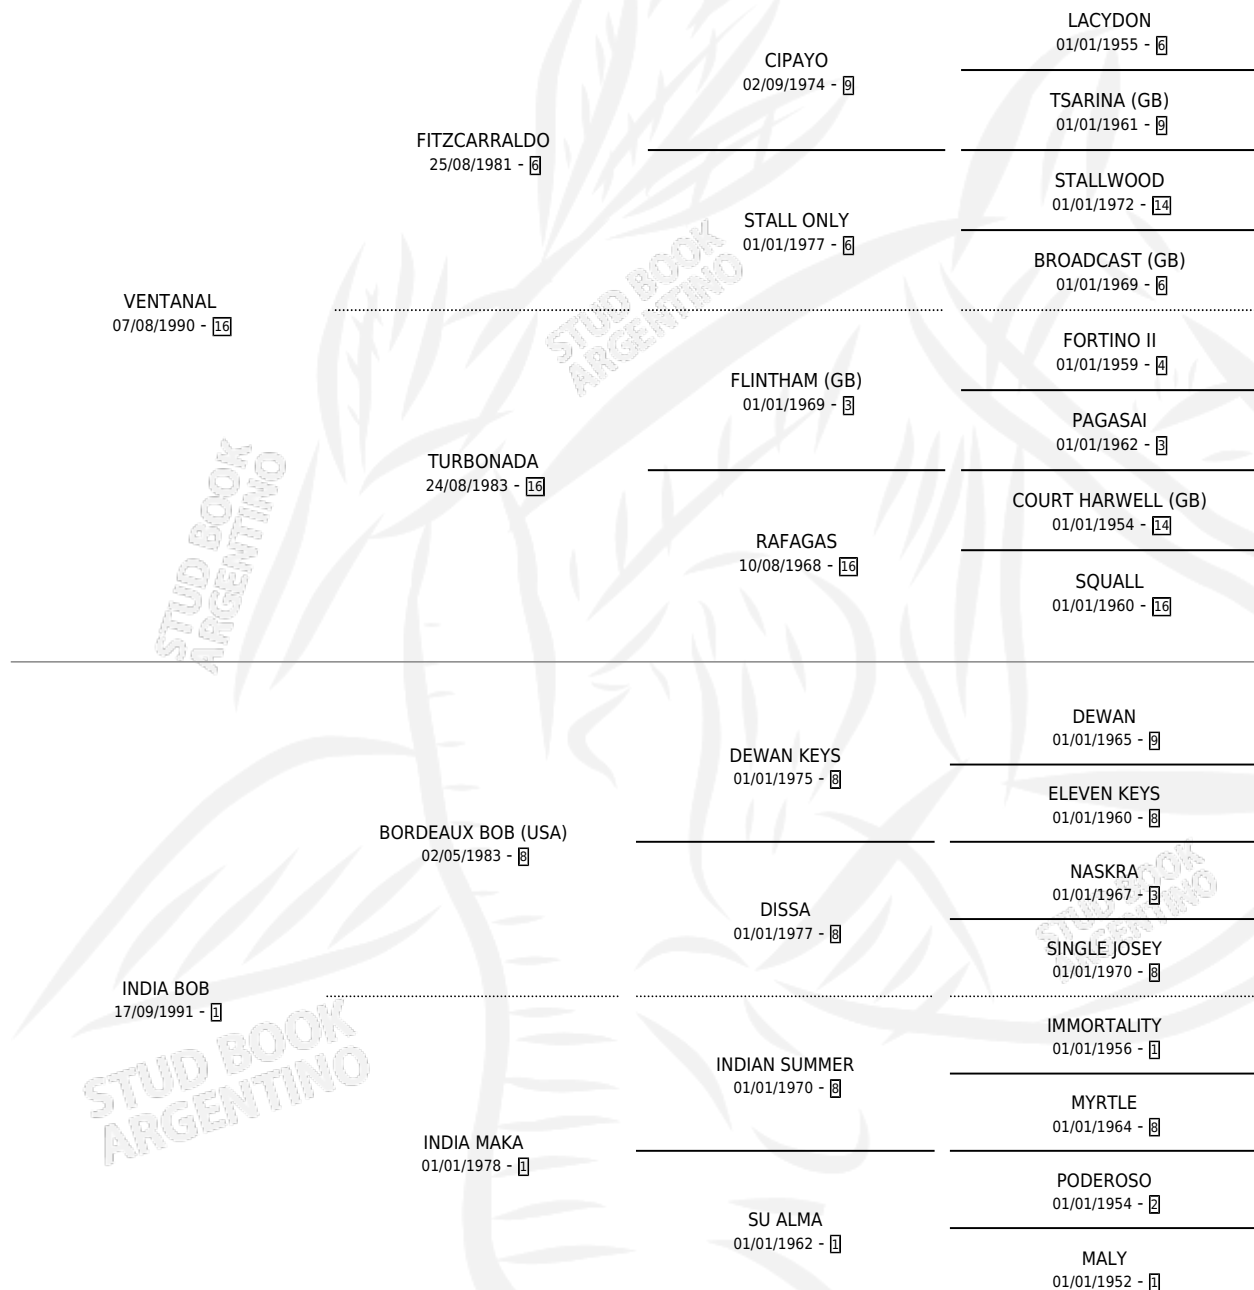 LACYDON
01/01/1955 - 6
CIPAYO
02/09/1974 - 9
TSARINA (GB)
01/01/1961 - 9
FITZCARRALDO
25/08/1981 - 6
STALLWOOD
01/01/1972 - 14
STALL ONLY
01/01/1977 - 6
BROADCAST (GB)
01/01/1969 - 6
VENTANAL
07/08/1990 - 16
STUD BOOK
ARGENTINO
FORTINO II
01/01/1959 - 4
FLINTHAM (GB)
01/01/1969 - 3
PAGASAI
01/01/1962 - 3
TURBONADA
24/08/1983 - 16
COURT HARWELL (GB)
01/01/1954 - 14
RAFAGAS
10/08/1968 - 16
SQUALL
01/01/1960 - 16
STUD BOOK
ARGENTINO
DEWAN
01/01/1965 - 9
DEWAN KEYS
01/01/1975 - 8
ELEVEN KEYS
01/01/1960 - 8
BORDEAUX BOB (USA)
02/05/1983 - 8
NASKRA
01/01/1967 - 3
DISSA
01/01/1977 - 8
SINGLE JOSEY
01/01/1970 - 8
STUD BOOK
ARGENTINO
INDIA BOB
17/09/1991 - 1
IMMORTALITY
01/01/1956 - 1
INDIAN SUMMER
01/01/1970 - 8
MYRTLE
01/01/1964 - 8
STUD BOOK
ARGENTINO
INDIA MAKA
01/01/1978 - 1
PODEROSO
01/01/1954 - 2
SU ALMA
01/01/1962 - 1
MALY
01/01/1952 - 1